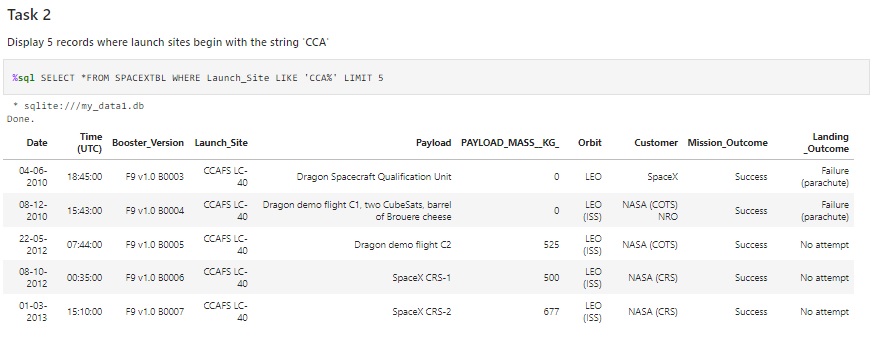 Task 2
Display 5 records where launch sites begin with the string 'CCA'
%sql SELECT *FROM SPACEXTBL WHERE Launch_Site LIKE 'CCA%' LIMIT 5
* sqlite:///my_data1.db
Done.
Date Time (UTC) Booster_Version Launch_Site Payload PAYLOAD_MASS__KG_ Orbit Customer Mission_Outcome Landing _Outcome
04-06-2010 18:45:00 F9 v1.0 B0003 CCAFS LC-40 Dragon Spacecraft Qualification Unit 0 LEO SpaceX Success Failure (parachute)
08-12-2010 15:43:00 F9 v1.0 B0004 CCAFS LC-40 Dragon demo flight C1, two CubeSats, barrel of Brouere cheese 0 LEO (ISS) NASA (COTS) NRO Success Failure (parachute)
22-05-2012 07:44:00 F9 v1.0 B0005 CCAFS LC-40 Dragon demo flight C2 525 LEO (ISS) NASA (COTS) Success No attempt
08-10-2012 00:35:00 F9 v1.0 B0006 CCAFS LC-40 SpaceX CRS-1 500 LEO (ISS) NASA (CRS) Success No attempt
01-03-2013 15:10:00 F9 v1.0 B0007 CCAFS LC-40 SpaceX CRS-2 677 LEO (ISS) NASA (CRS) Success No attempt